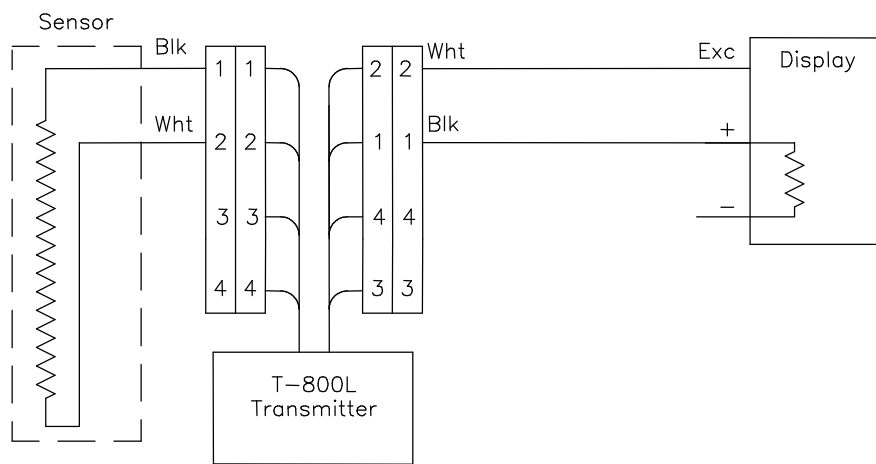 Sensor
Blk
Wht
1 1
2 2
3 3
4 4
2 2
1 1
4 4
3 3
Wht
Blk
Exc
+
−
Display
T−800L
Transmitter